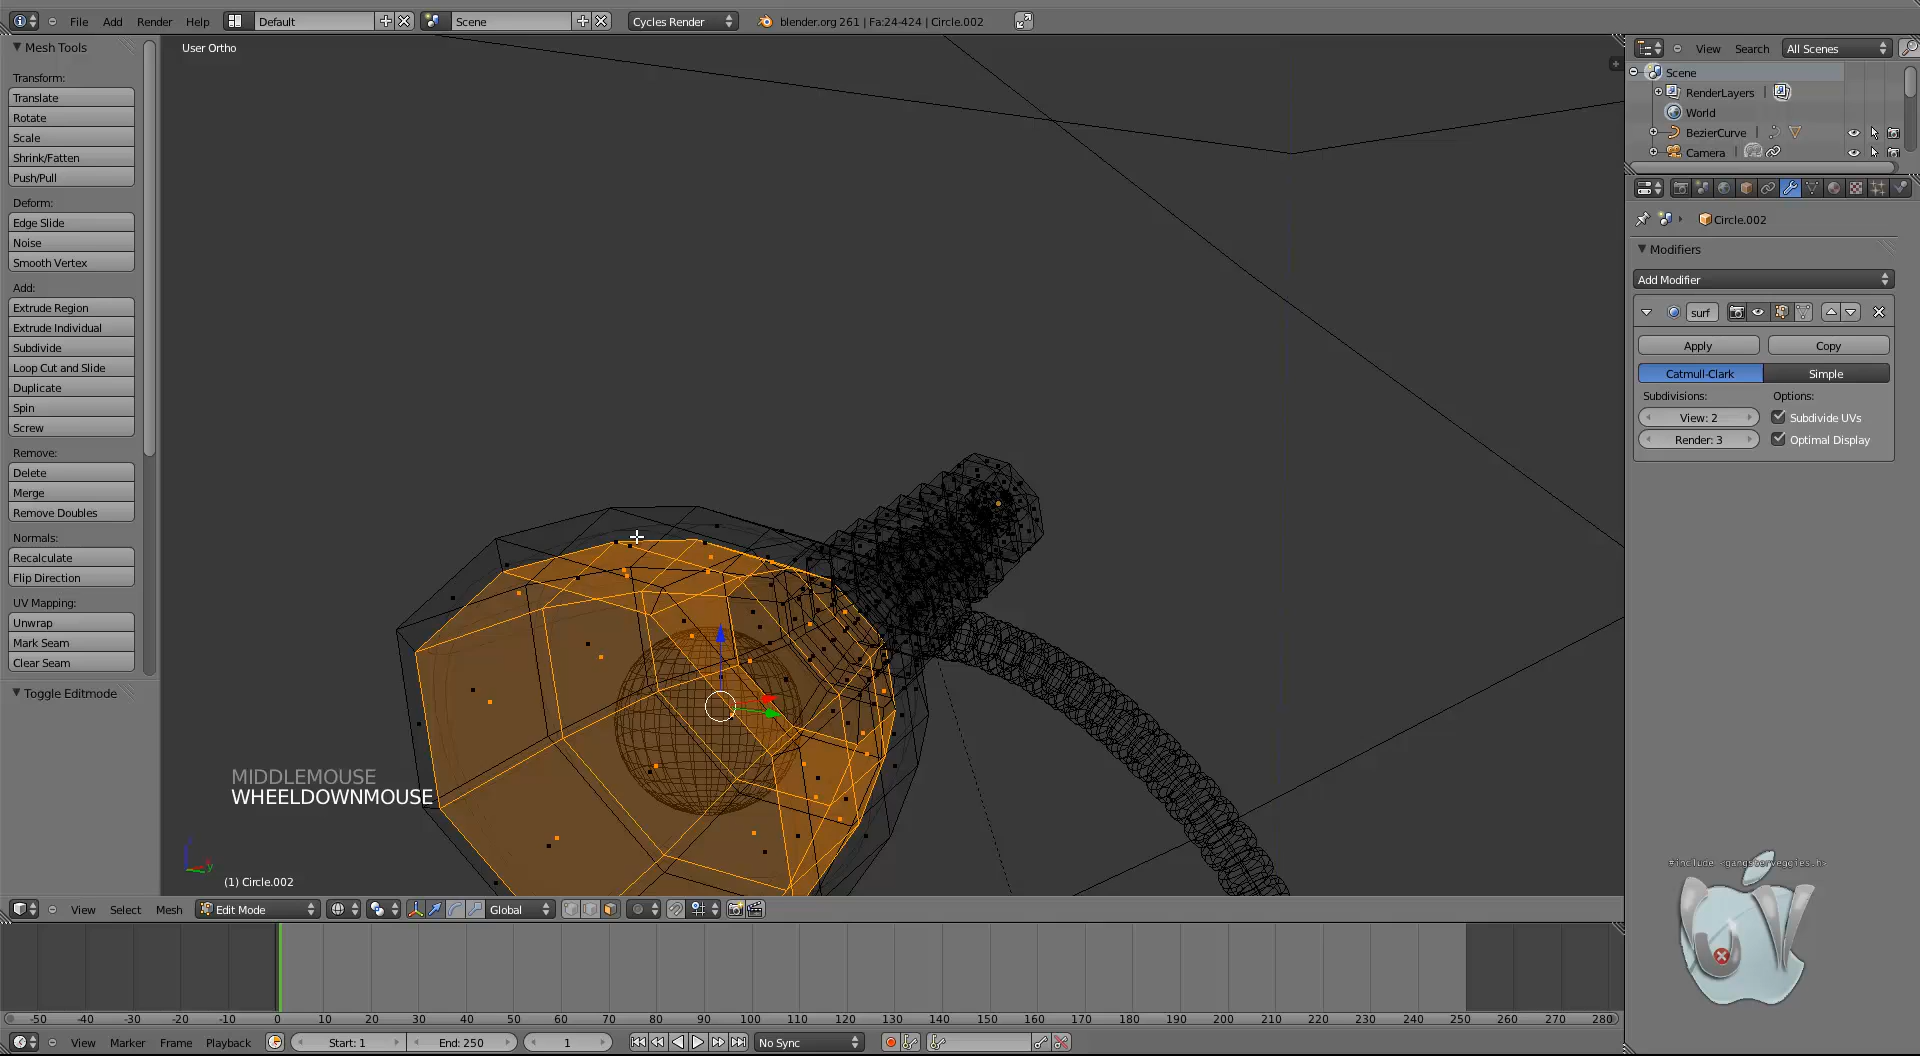 File Add Render Help Default Scene Cycles Render blender.org 261 | Fa:24-424 | Circle.002
Mesh Tools
Transform:
Translate
Rotate
Scale
Shrink/Fatten
Push/Pull
Deform:
Edge Slide
Noise
Smooth Vertex
Add:
Extrude Region
Extrude Individual
Subdivide
Loop Cut and Slide
Duplicate
Spin
Screw
Remove:
Delete
Merge
Remove Doubles
Normals:
Recalculate
Flip Direction
UV Mapping:
Unwrap
Mark Seam
Clear Seam
Toggle Editmode
User Ortho
MIDDLEMOUSE
WHEELDOWNMOUSE
(1) Circle.002
View Select Mesh Edit Mode Global
-50 -40 -30 -20 -10 0 10 20 30 40 50 60 70 80 90 100 110 120 130 140 150 160 170 180 190 200 210 220 230 240 250 260 270 280
View Marker Frame Playback Start: 1 End: 250 1 No Sync
View Search All Scenes
Scene
RenderLayers
World
BezierCurve
Camera
Circle.002
Modifiers
Add Modifier
surf
Apply Copy
Catmull-Clark Simple
Subdivisions: Options:
View: 2 Subdivide UVs
Render: 3 Optimal Display
#include <gangsterveggies.h>